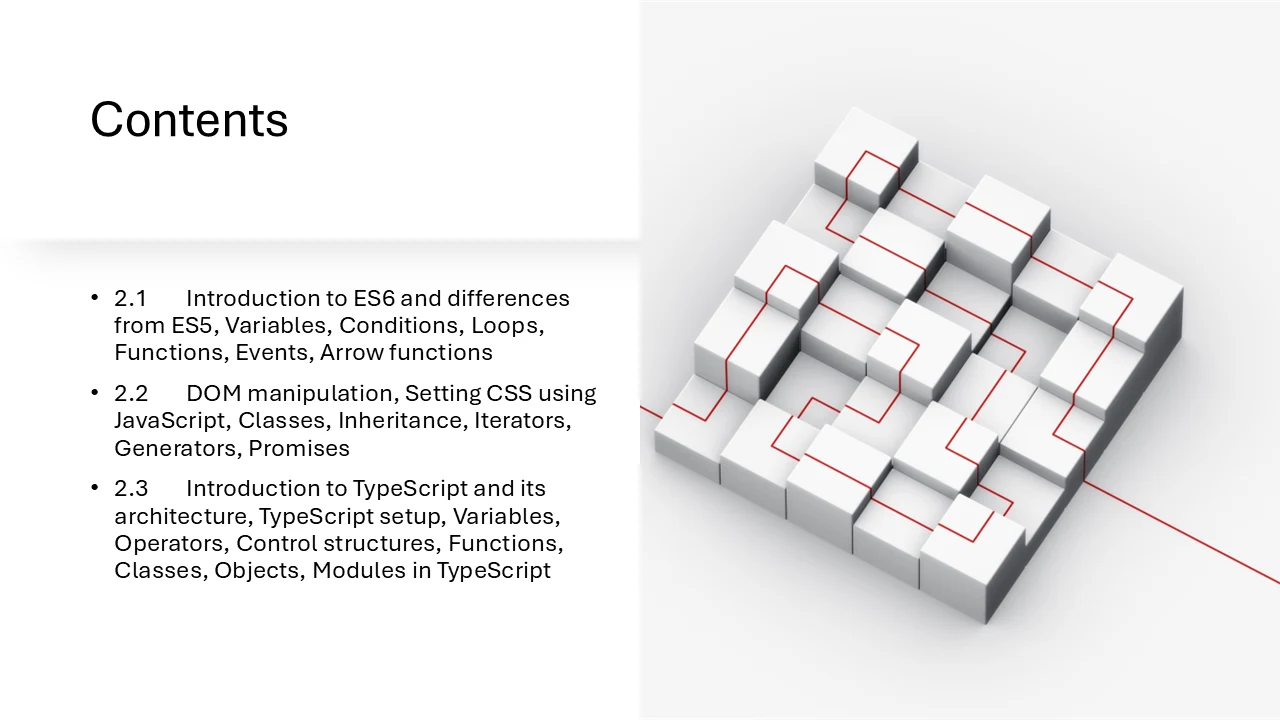 Contents
• 2.1 Introduction to ES6 and differences
from ES5, Variables, Conditions, Loops,
Functions, Events, Arrow functions
• 2.2 DOM manipulation, Setting CSS using
JavaScript, Classes, Inheritance, Iterators,
Generators, Promises
• 2.3 Introduction to TypeScript and its
architecture, TypeScript setup, Variables,
Operators, Control structures, Functions,
Classes, Objects, Modules in TypeScript